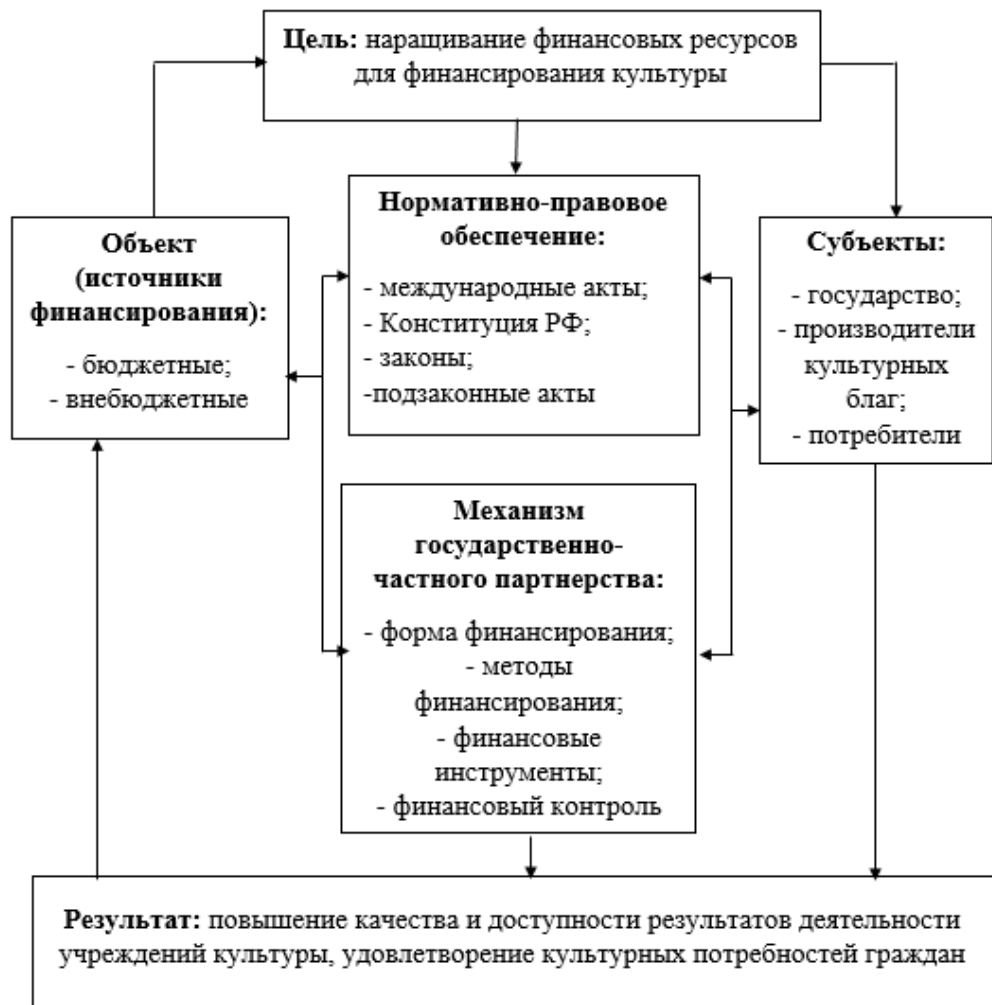 Цель: наращивание финансовых ресурсов
для финансирования культуры
Нормативно-правовое
обеспечение:
- международные акты;
- Конституция РФ;
- законы;
-подзаконные акты
Объект
(источники
финансирования):
- бюджетные;
- внебюджетные
Субъекты:
- государство;
- производители
культурных
благ;
- потребители
Механизм
государственно-
частного партнерства:
- форма финансирования;
- методы
финансирования;
- финансовые
инструменты;
- финансовый контроль
Результат: повышение качества и доступности результатов деятельности
учреждений культуры, удовлетворение культурных потребностей граждан